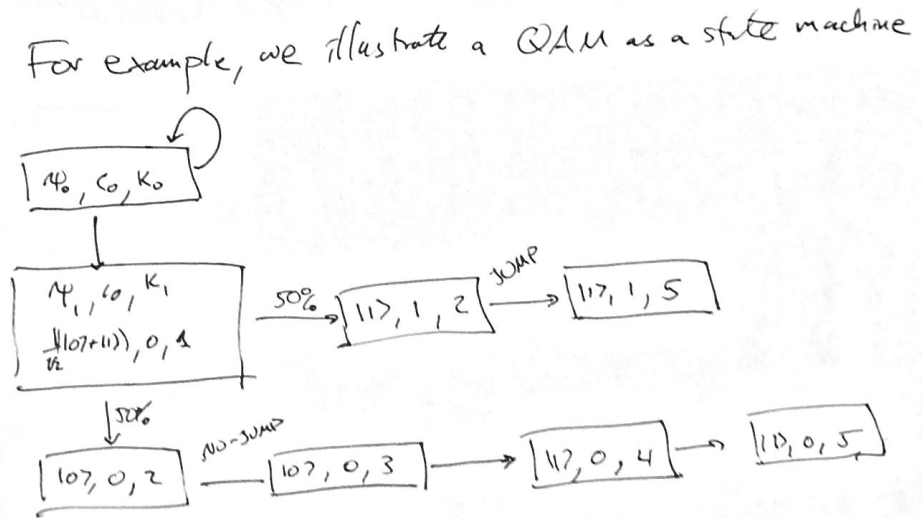 For example, we illustrate a QAM as a state machine
ψ₀, C₀, K₀
ψ₁, C₀, K₁
1/√2(|0⟩+|1⟩), 0, 1
50%
|1⟩, 1, 2
JUMP
|1⟩, 1, 5
50%
|0⟩, 0, 2
NO-JUMP
|0⟩, 0, 3
|1⟩, 0, 4
|1⟩, 0, 5